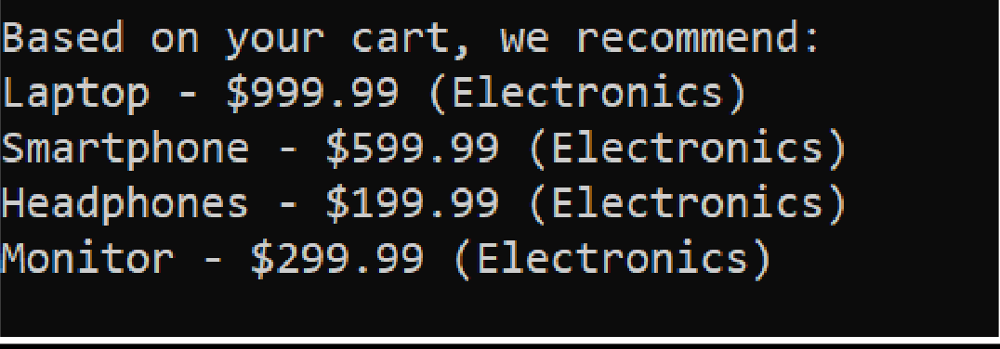 Based on your cart, we recommend:
Laptop - $999.99 (Electronics)
Smartphone - $599.99 (Electronics)
Headphones - $199.99 (Electronics)
Monitor - $299.99 (Electronics)